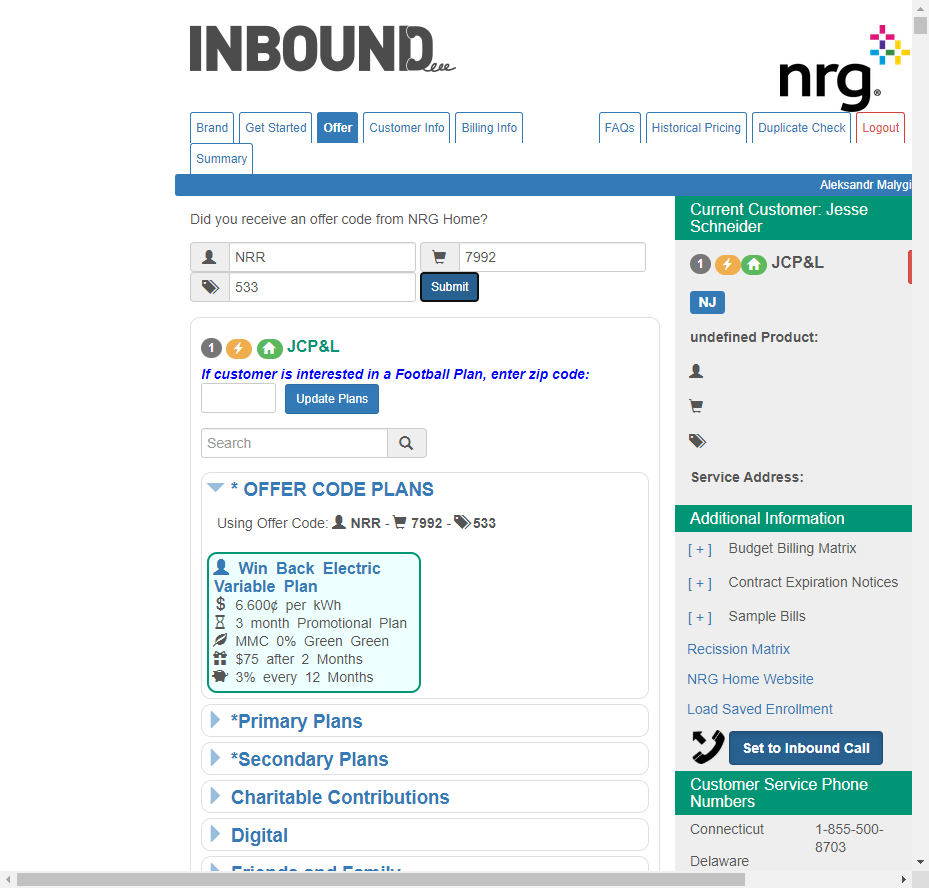 INBOUND
nrg
Brand
Get Started
Offer
Customer Info
Billing Info
FAQs
Historical Pricing
Duplicate Check
Logout
Summary
Aleksandr Malygi
Did you receive an offer code from NRG Home?
NRR
7992
533
Submit
1 JCP&L
If customer is interested in a Football Plan, enter zip code:
Update Plans
Search
* OFFER CODE PLANS
Using Offer Code: NRR - 7992 - 533
Win Back Electric
Variable Plan
$ 6.600¢ per kWh
3 month Promotional Plan
MMC 0% Green Green
$75 after 2 Months
3% every 12 Months
*Primary Plans
*Secondary Plans
Charitable Contributions
Digital
Friends and Family
Current Customer: Jesse
Schneider
1 JCP&L
NJ
undefined Product:
Service Address:
Additional Information
[ + ] Budget Billing Matrix
[ + ] Contract Expiration Notices
[ + ] Sample Bills
Recission Matrix
NRG Home Website
Load Saved Enrollment
Set to Inbound Call
Customer Service Phone
Numbers
Connecticut 1-855-500-
8703
Delaware